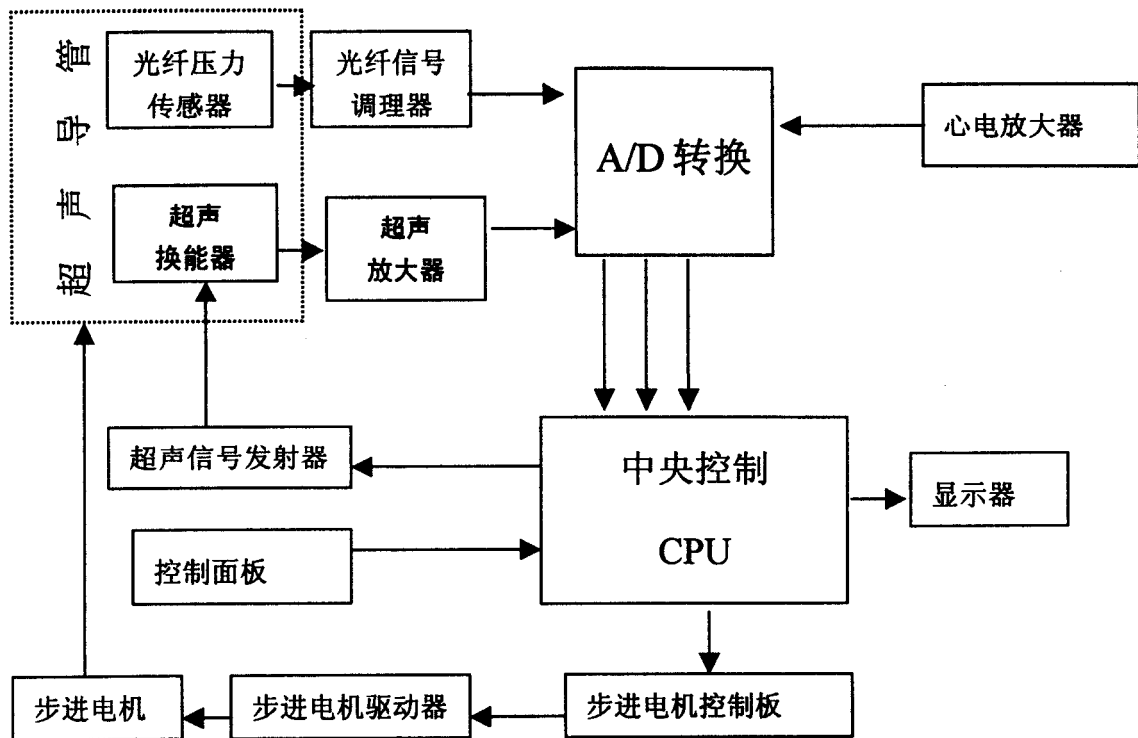 超声导管
光纤压力
传感器
光纤信号
调理器
A/D 转换
心电放大器
超声
换能器
超声
放大器
超声信号发射器
中央控制
CPU
显示器
控制面板
步进电机
步进电机驱动器
步进电机控制板